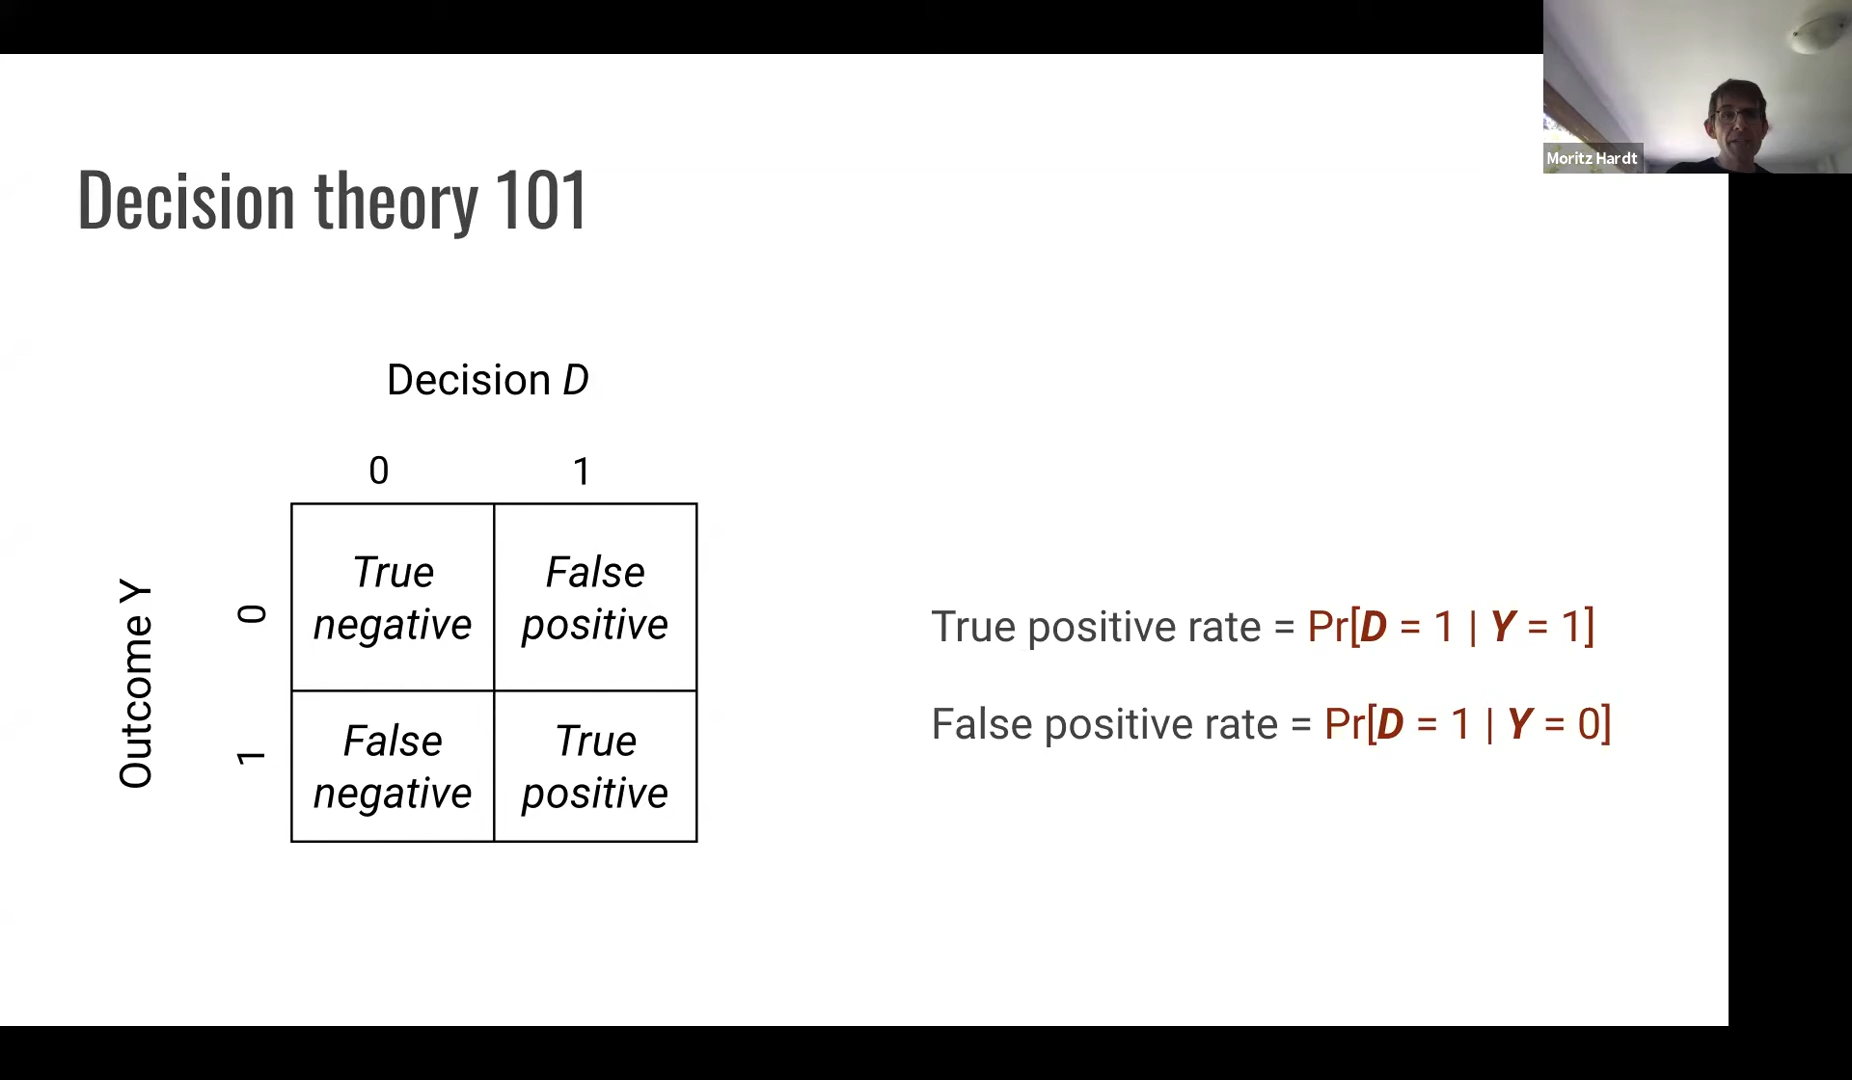 Moritz Hardt
Decision theory 101
Decision D
0 1
Outcome Y
0
True negative
False positive
1
False negative
True positive
True positive rate = Pr[D = 1 | Y = 1]
False positive rate = Pr[D = 1 | Y = 0]